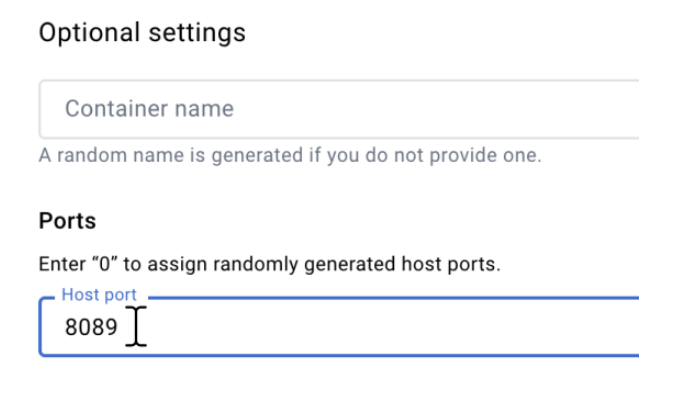 Optional settings
Container name
A random name is generated if you do not provide one.
Ports
Enter “0” to assign randomly generated host ports.
Host port
8089